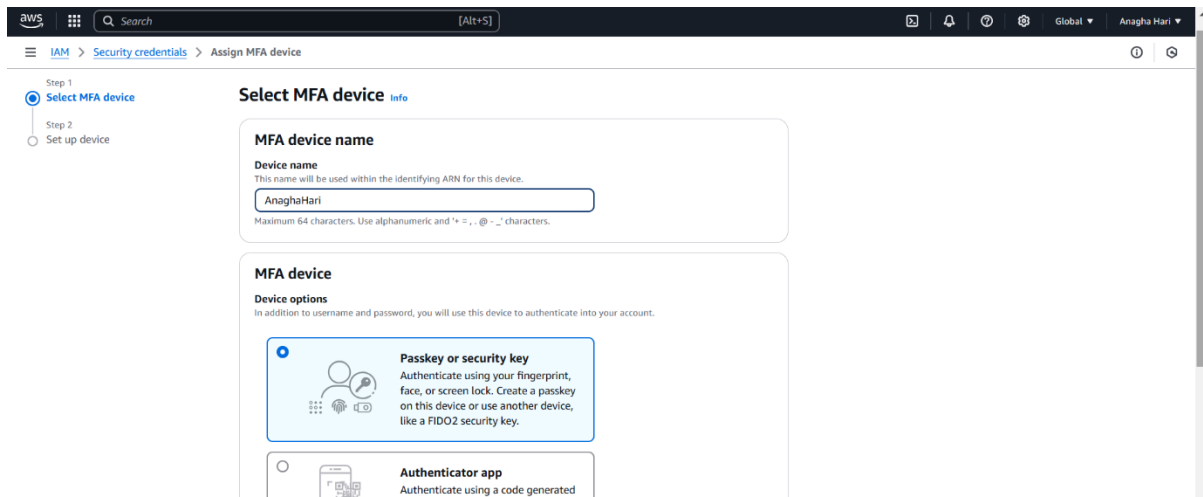 aws Search [Alt+S] Global Anagha Hari
IAM > Security credentials > Assign MFA device
Step 1
Select MFA device
Step 2
Set up device
Select MFA device Info
MFA device name
Device name
This name will be used within the identifying ARN for this device.
AnaghaHari
Maximum 64 characters. Use alphanumeric and '+ = , . @ - _' characters.
MFA device
Device options
In addition to username and password, you will use this device to authenticate into your account.
Passkey or security key
Authenticate using your fingerprint,
face, or screen lock. Create a passkey
on this device or use another device,
like a FIDO2 security key.
Authenticator app
Authenticate using a code generated